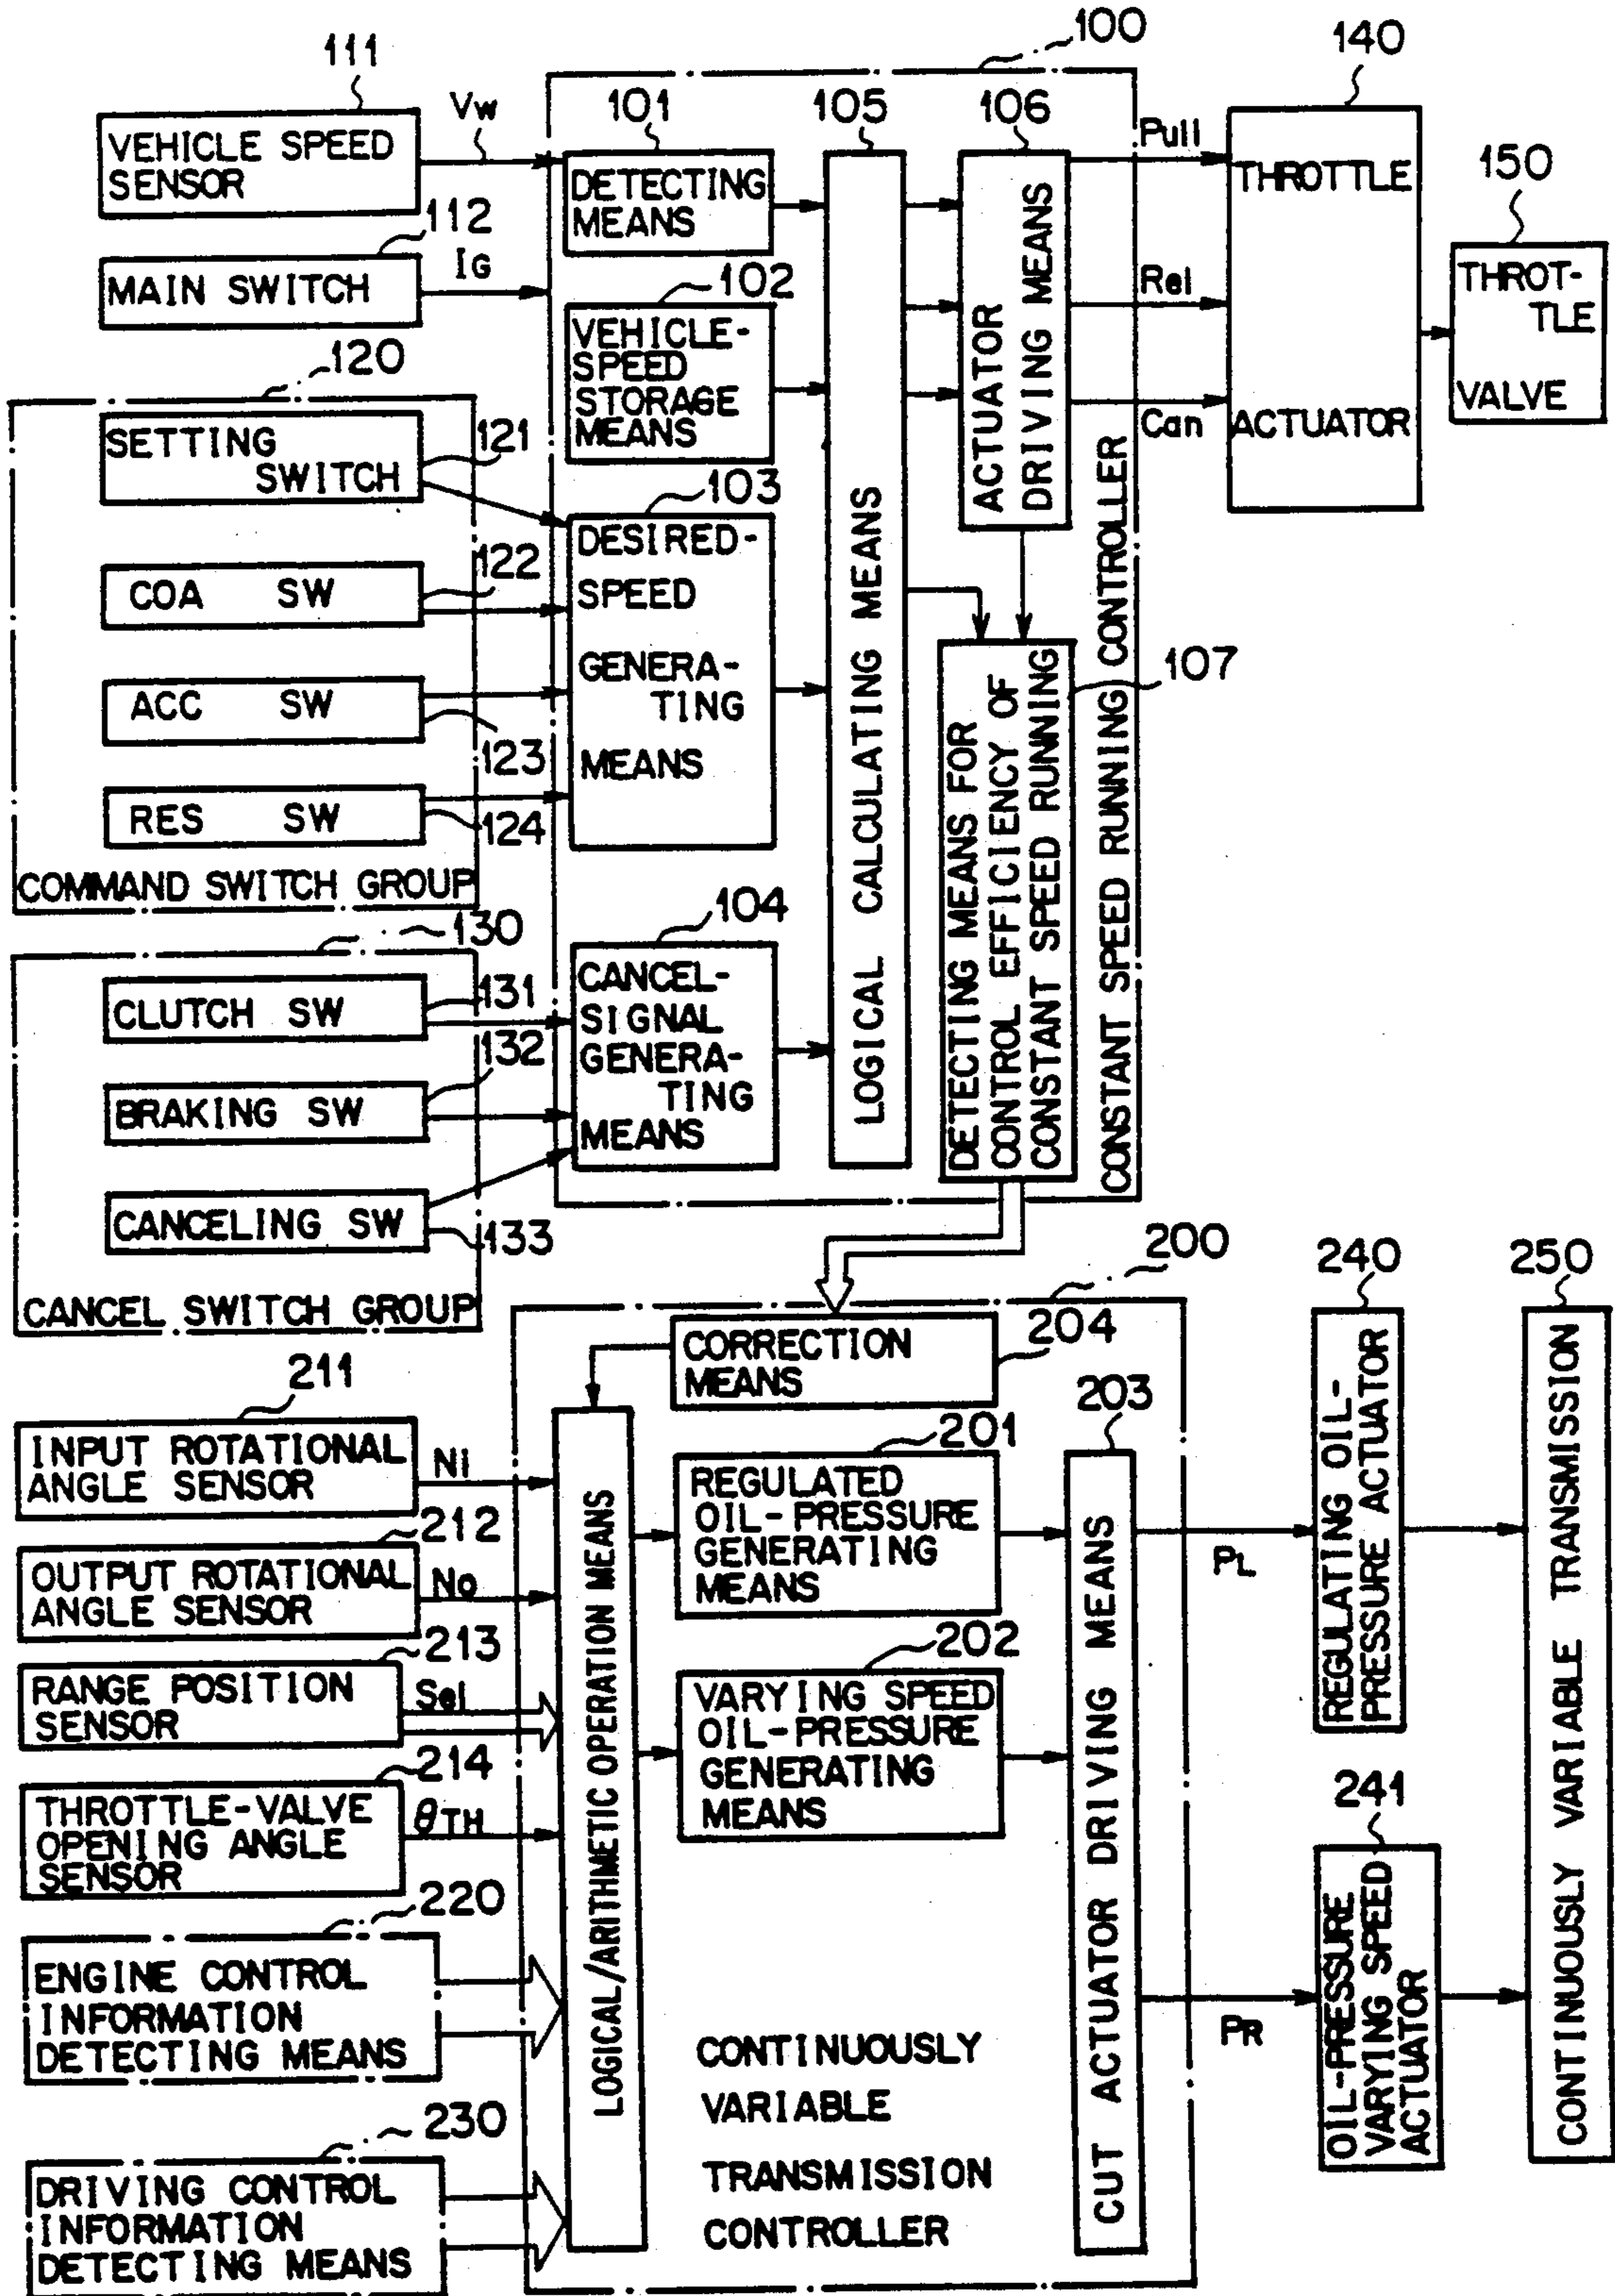 100
111
140
Vw
101
105
106
Pull
VEHICLE SPEED
SENSOR
DETECTING
MEANS
THROTTLE
150
112
IG
MAIN SWITCH
102
Rel
THROT-
TLE
VALVE
VEHICLE-
SPEED
STORAGE
MEANS
ACTUATOR
DRIVING MEANS
Can
ACTUATOR
120
SETTING
SWITCH
121
103
DESIRED-
SPEED
GENERA-
TING
MEANS
122
COA SW
ACC SW
123
RES SW
124
COMMAND SWITCH GROUP
LOGICAL CALCULATING MEANS
107
DETECTING MEANS FOR
CONTROL EFFICIENCY OF
CONSTANT SPEED RUNNING
CONSTANT SPEED RUNNING CONTROLLER
130
104
CLUTCH SW
131
CANCEL-
SIGNAL
GENERA-
TING
MEANS
132
BRAKING SW
CANCELING SW
133
CANCEL SWITCH GROUP
200
240
250
CORRECTION
MEANS
204
211
203
INPUT ROTATIONAL
ANGLE SENSOR
Ni
201
REGULATED
OIL-PRESSURE
GENERATING
MEANS
212
OUTPUT ROTATIONAL
ANGLE SENSOR
No
PL
REGULATING OIL-
PRESSURE ACTUATOR
213
RANGE POSITION
SENSOR
Sel
202
VARYING SPEED
OIL-PRESSURE
GENERATING
MEANS
214
THROTTLE-VALVE
OPENING ANGLE
SENSOR
θTH
241
220
ENGINE CONTROL
INFORMATION
DETECTING MEANS
LOGICAL/ARITHMETIC OPERATION MEANS
CUT ACTUATOR DRIVING MEANS
PR
OIL-PRESSURE
VARYING SPEED
ACTUATOR
CONTINUOUSLY VARIABLE TRANSMISSION
CONTINUOUSLY
VARIABLE
TRANSMISSION
CONTROLLER
230
DRIVING CONTROL
INFORMATION
DETECTING MEANS